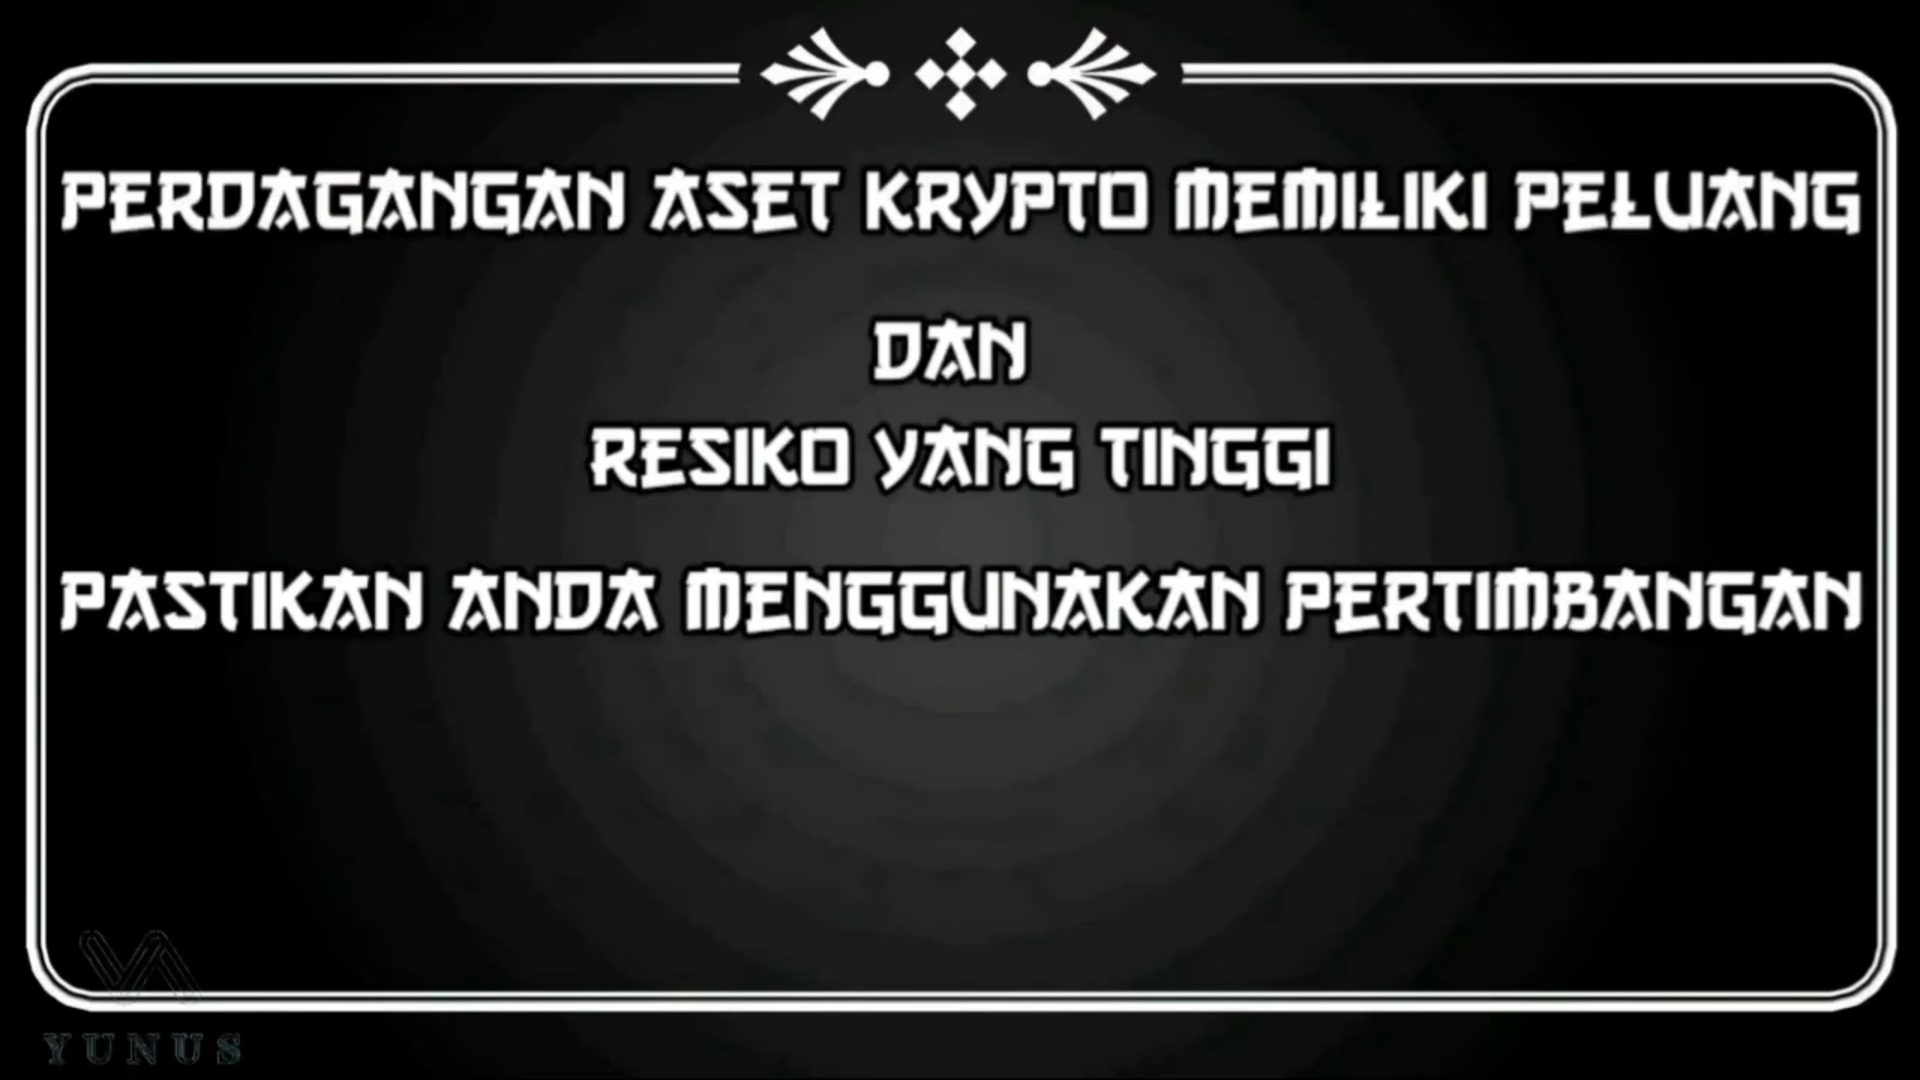 PERDAGANGAN ASET KRYPTO MEMILIKI PELUANG
DAN
RESIKO YANG TINGGI
PASTIKAN ANDA MENGGUNAKAN PERTIMBANGAN
YUNUS